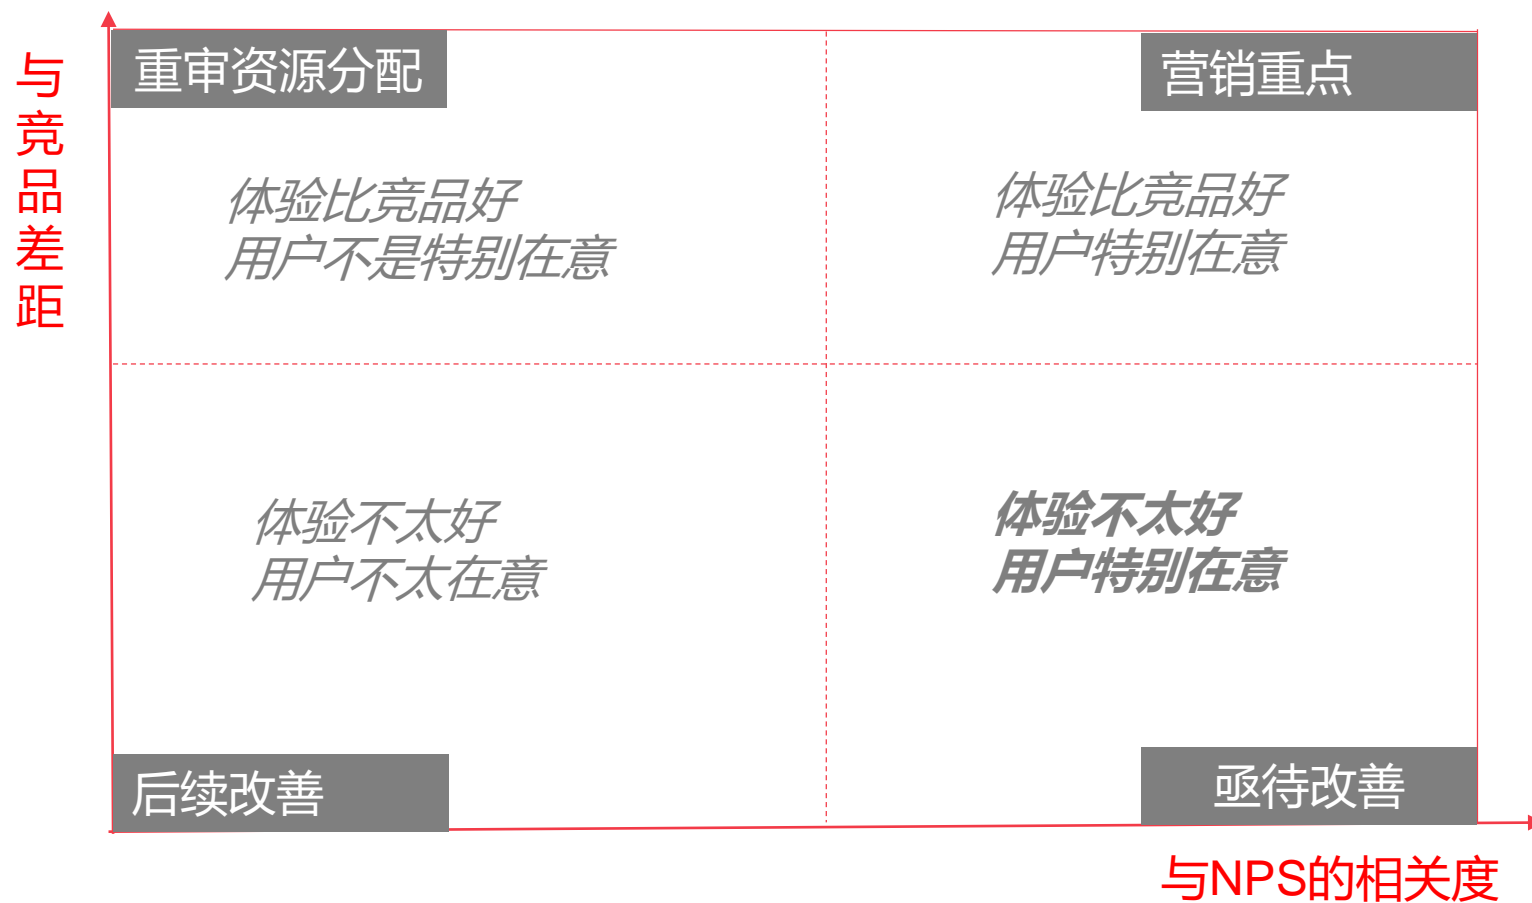 与竞品差距
重审资源分配
营销重点
体验比竞品好
用户不是特别在意
体验比竞品好
用户特别在意
体验不太好
用户不太在意
体验不太好
用户特别在意
后续改善
亟待改善
与NPS的相关度